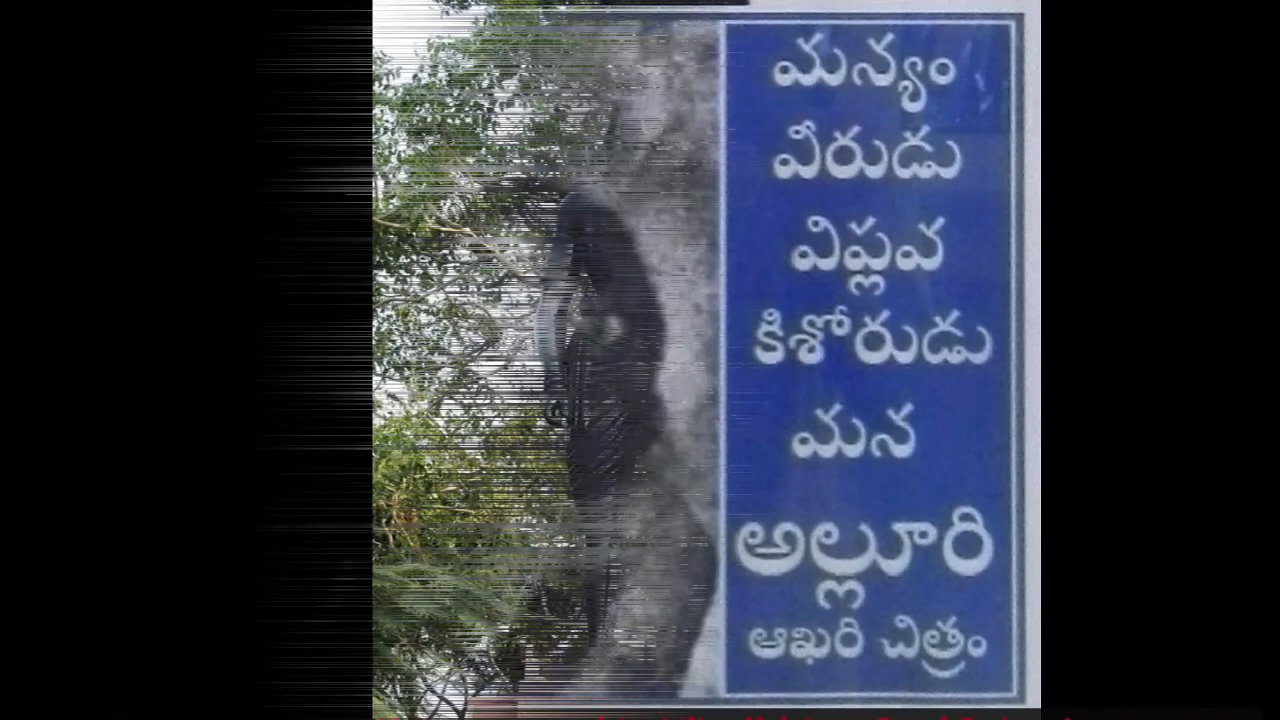 మన్యం
వీరుడు
విప్లవ
కిశోరుడు
మన
అల్లూరి
ఆఖరి చిత్రం